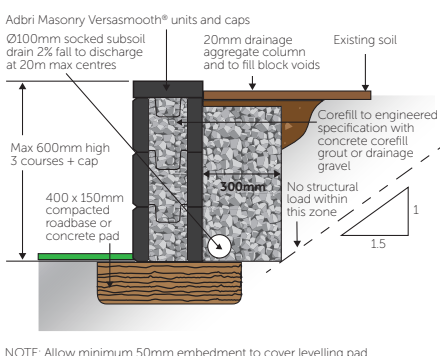 Adbri Masonry Versasmooth® units and caps
Ø100mm socked subsoil
drain 2% fall to discharge
at 20m max centres
20mm drainage
aggregate column
and to fill block voids
Existing soil
Corefill to engineered
specification with
concrete corefill
grout or drainage
gravel
Max 600mm high
3 courses + cap
300mm
No structural
load within
this zone
400 x 150mm
compacted
roadbase or
concrete pad
1
1.5
NOTE: Allow minimum 50mm embedment to cover levelling pad